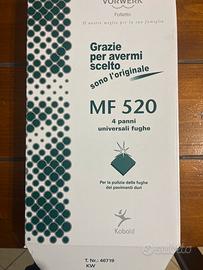 VORWERK
Folletto
Il nostro meglio per la sua famiglia
Grazie
per avermi
scelto
sono l'originale
MF 520
4 panni
universali fughe
Per la pulizia delle fughe
dei pavimenti duri
Kobold
T. Nr.: 46719
KW